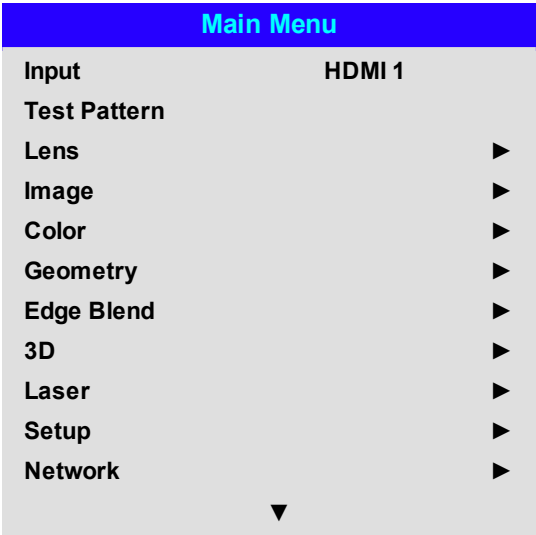 Main Menu
Input HDMI 1
Test Pattern
Lens ►
Image ►
Color ►
Geometry ►
Edge Blend ►
3D ►
Laser ►
Setup ►
Network ►
▼